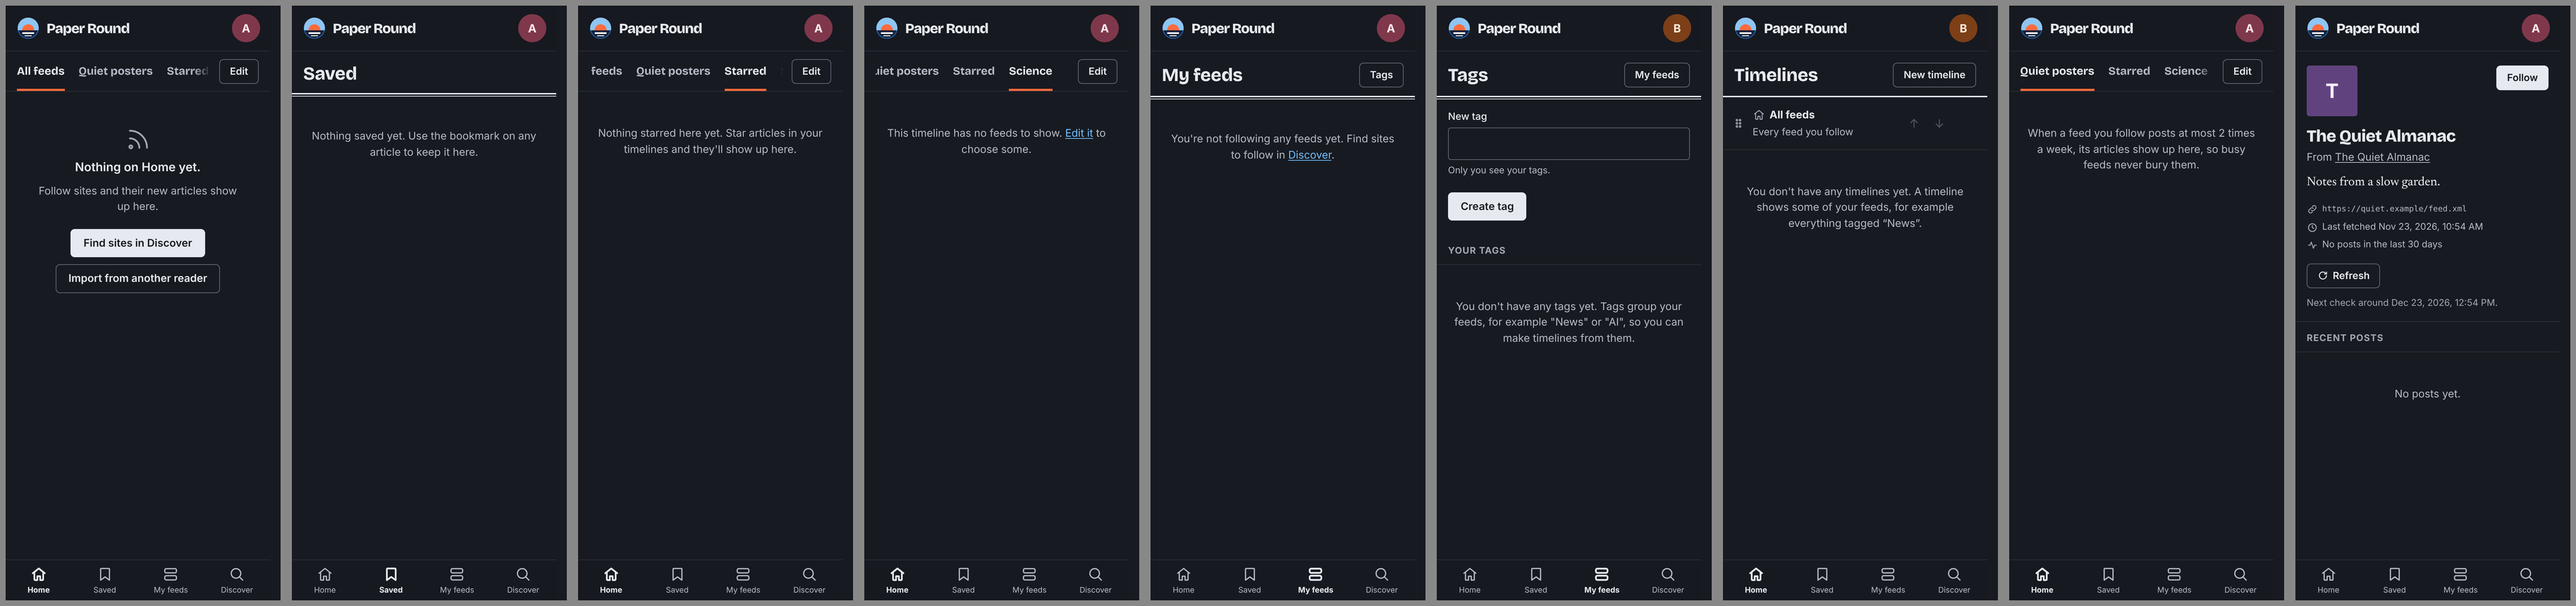 Paper Round
A
All feeds Quiet posters Starred Edit
Nothing on Home yet.
Follow sites and their new articles show
up here.
Find sites in Discover
Import from another reader
Home Saved My feeds Discover
Paper Round
A
Saved
Nothing saved yet. Use the bookmark on any
article to keep it here.
Home Saved My feeds Discover
Paper Round
A
feeds Quiet posters Starred Edit
Nothing starred here yet. Star articles in your
timelines and they'll show up here.
Home Saved My feeds Discover
Paper Round
A
uiet posters Starred Science Edit
This timeline has no feeds to show. Edit it to
choose some.
Home Saved My feeds Discover
Paper Round
A
My feeds Tags
You're not following any feeds yet. Find sites
to follow in Discover.
Home Saved My feeds Discover
Paper Round
B
Tags My feeds
New tag
Only you see your tags.
Create tag
YOUR TAGS
You don't have any tags yet. Tags group your
feeds, for example "News" or "AI", so you can
make timelines from them.
Home Saved My feeds Discover
Paper Round
B
Timelines New timeline
All feeds
Every feed you follow
You don't have any timelines yet. A timeline
shows some of your feeds, for example
everything tagged “News”.
Home Saved My feeds Discover
Paper Round
A
Quiet posters Starred Science Edit
When a feed you follow posts at most 2 times
a week, its articles show up here, so busy
feeds never bury them.
Home Saved My feeds Discover
Paper Round
A
T
Follow
The Quiet Almanac
From The Quiet Almanac
Notes from a slow garden.
https://quiet.example/feed.xml
Last fetched Nov 23, 2026, 10:54 AM
No posts in the last 30 days
Refresh
Next check around Dec 23, 2026, 12:54 PM.
RECENT POSTS
No posts yet.
Home Saved My feeds Discover